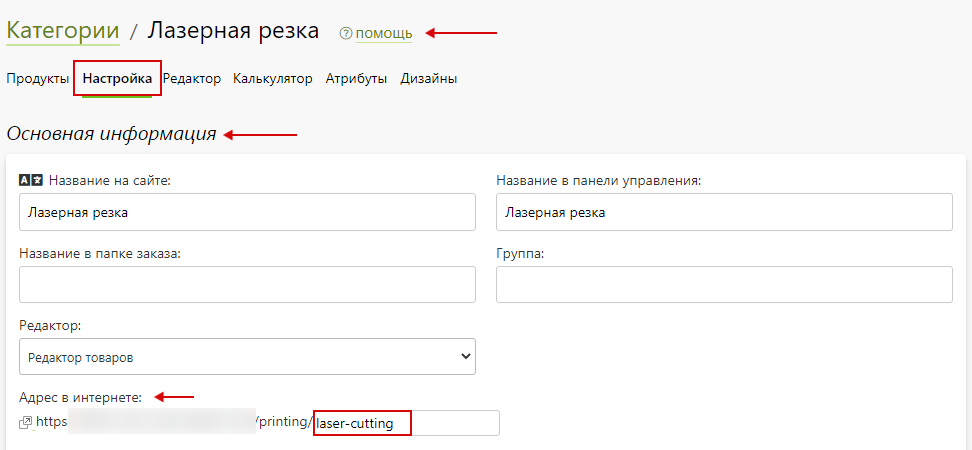 Категории / Лазерная резка ? помощь
Продукты Настройка Редактор Калькулятор Атрибуты Дизайны
Основная информация
Название на сайте: Название в панели управления:
Лазерная резка Лазерная резка
Название в папке заказа: Группа:
Редактор:
Редактор товаров
Адрес в интернете:
https /printing/ laser-cutting